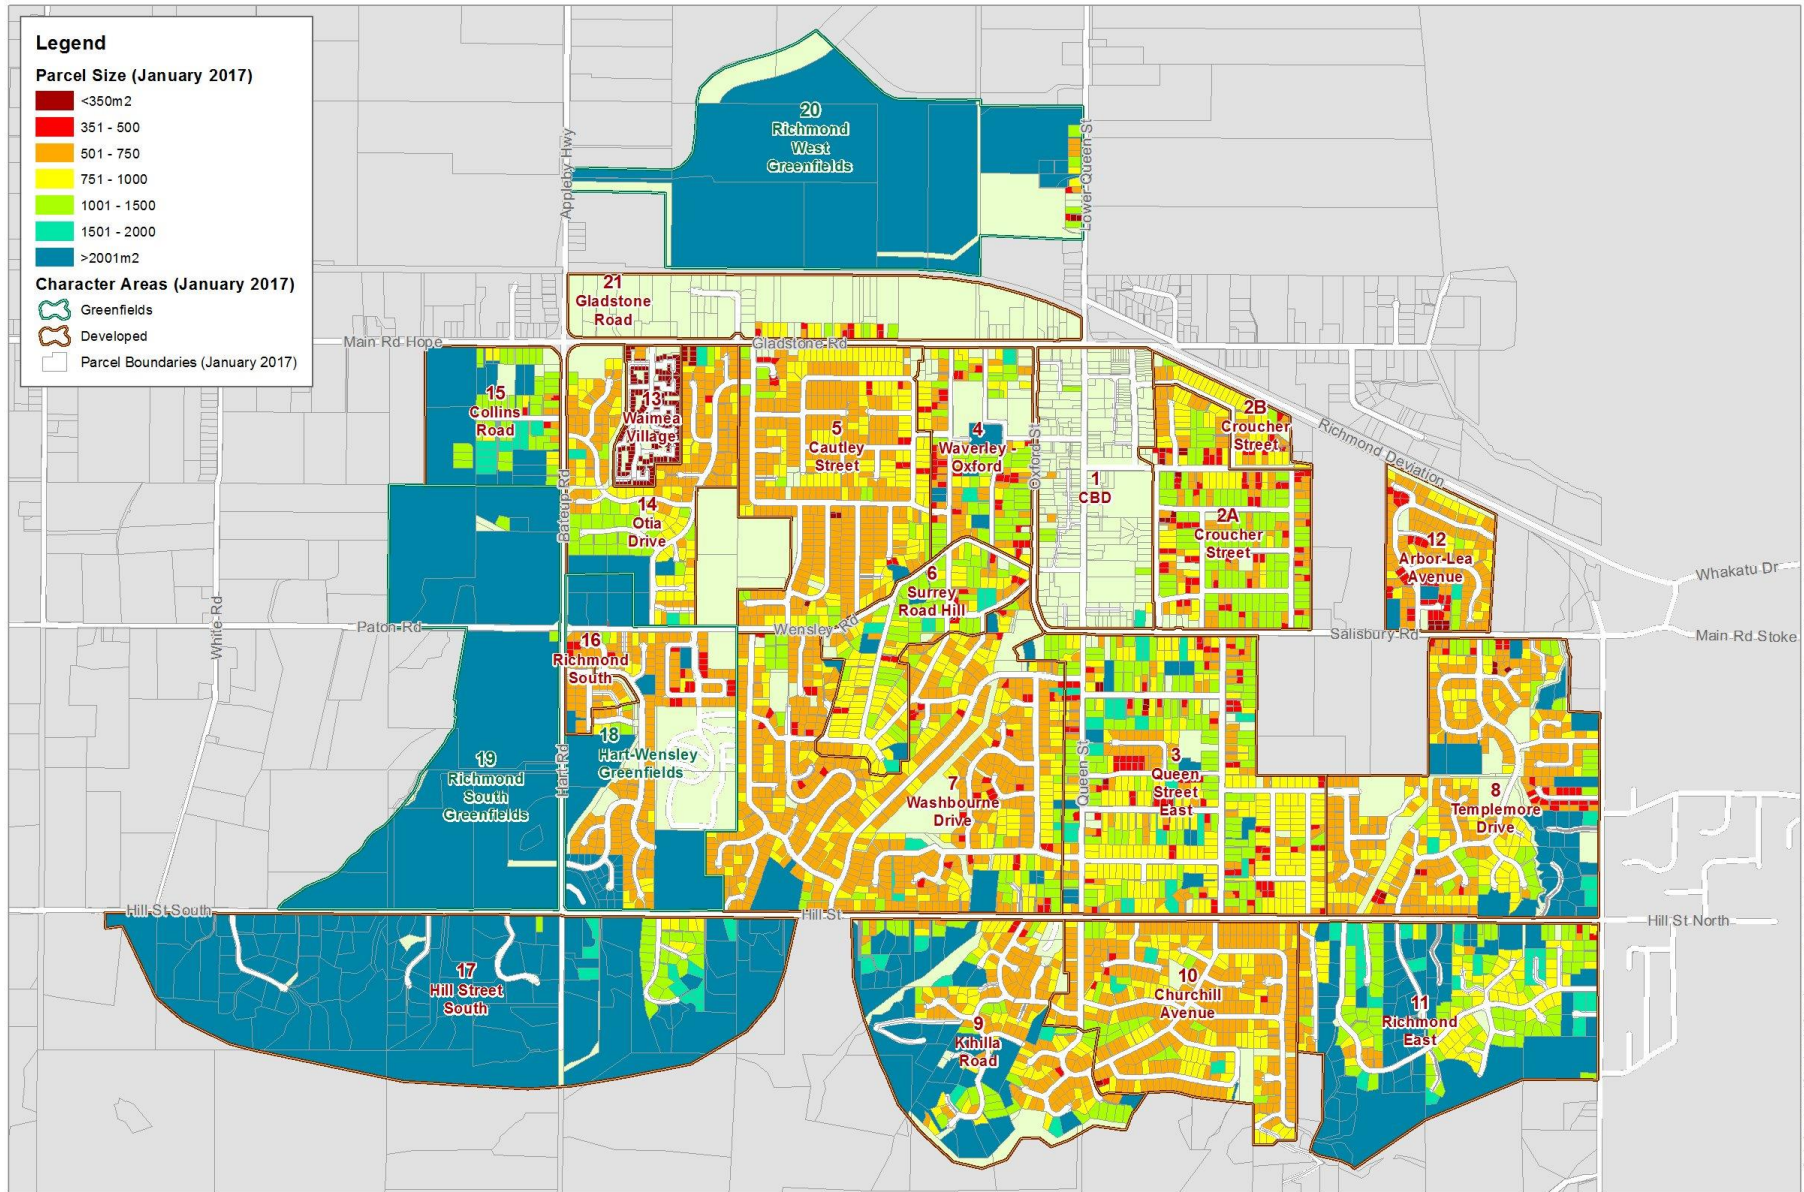 Legend
Parcel Size (January 2017)
<350m2
351 - 500
501 - 750
751 - 1000
1001 - 1500
1501 - 2000
>2001m2
Character Areas (January 2017)
Greenfields
Developed
Parcel Boundaries (January 2017)
20
Richmond
West
Greenfields
Appleby Hwy
Lower Queen St
21
Gladstone
Road
Main Rd Hope
Gladstone Rd
15
Collins
Road
13
Waimea
Village
5
Cautley
Street
4
Waverley -
Oxford
Oxford St
1
CBD
2B
Croucher
Street
Richmond Deviation
2A
Croucher
Street
12
Arbor-Lea
Avenue
14
Otia
Drive
Bateup Rd
6
Surrey
Road Hill
Whakatu Dr
White Rd
Paton Rd
Wensley Rd
Salisbury Rd
Main Rd Stoke
16
Richmond
South
18
Hart-Wensley
Greenfields
19
Richmond
South
Greenfields
Hart Rd
7
Washbourne
Drive
Queen St
3
Queen
Street
East
8
Templemore
Drive
Hill St South
Hill St
Hill St North
17
Hill Street
South
9
Kihilla
Road
10
Churchill
Avenue
11
Richmond
East